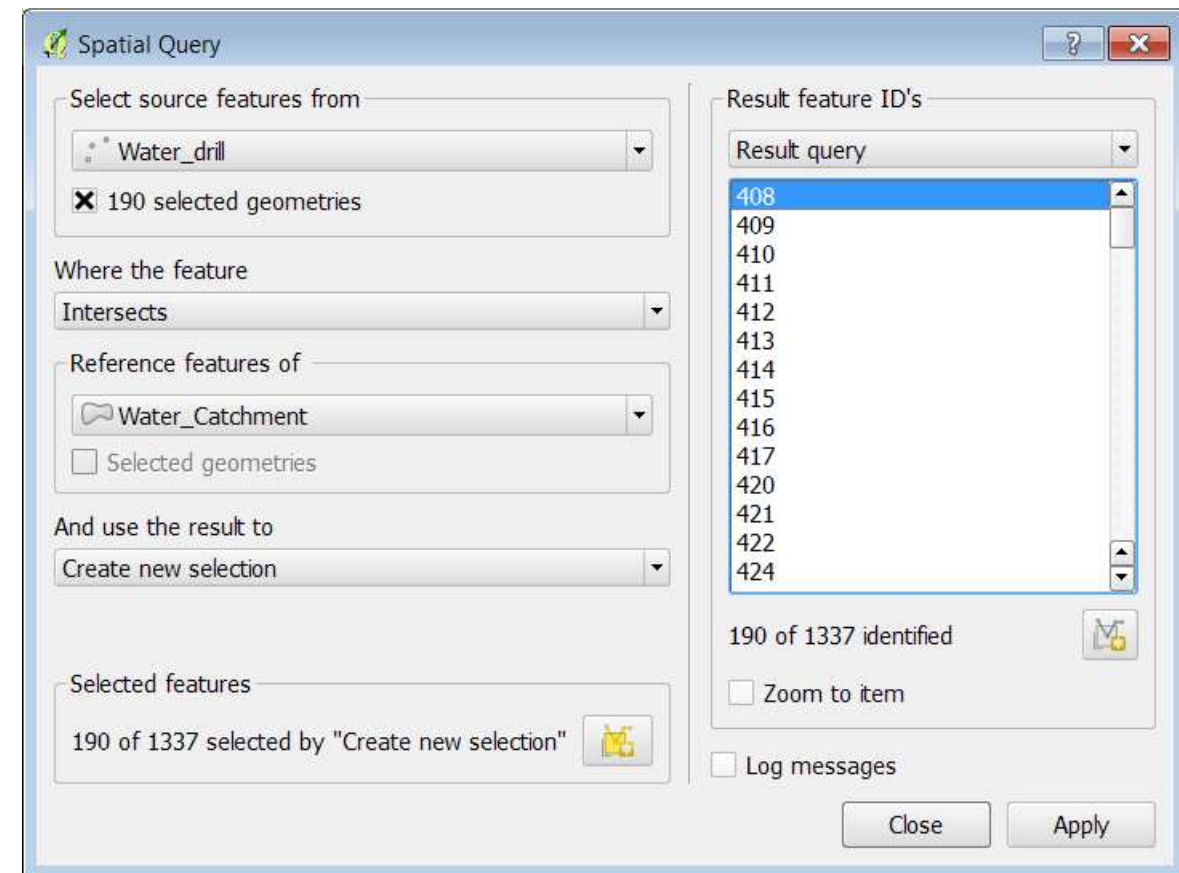 Spatial Query
Select source features from
Water_drill
190 selected geometries
Where the feature
Intersects
Reference features of
Water_Catchment
Selected geometries
And use the result to
Create new selection
Selected features
190 of 1337 selected by "Create new selection"
Result feature ID's
Result query
408
409
410
411
412
413
414
415
416
417
420
421
422
424
190 of 1337 identified
Zoom to item
Log messages
Close
Apply